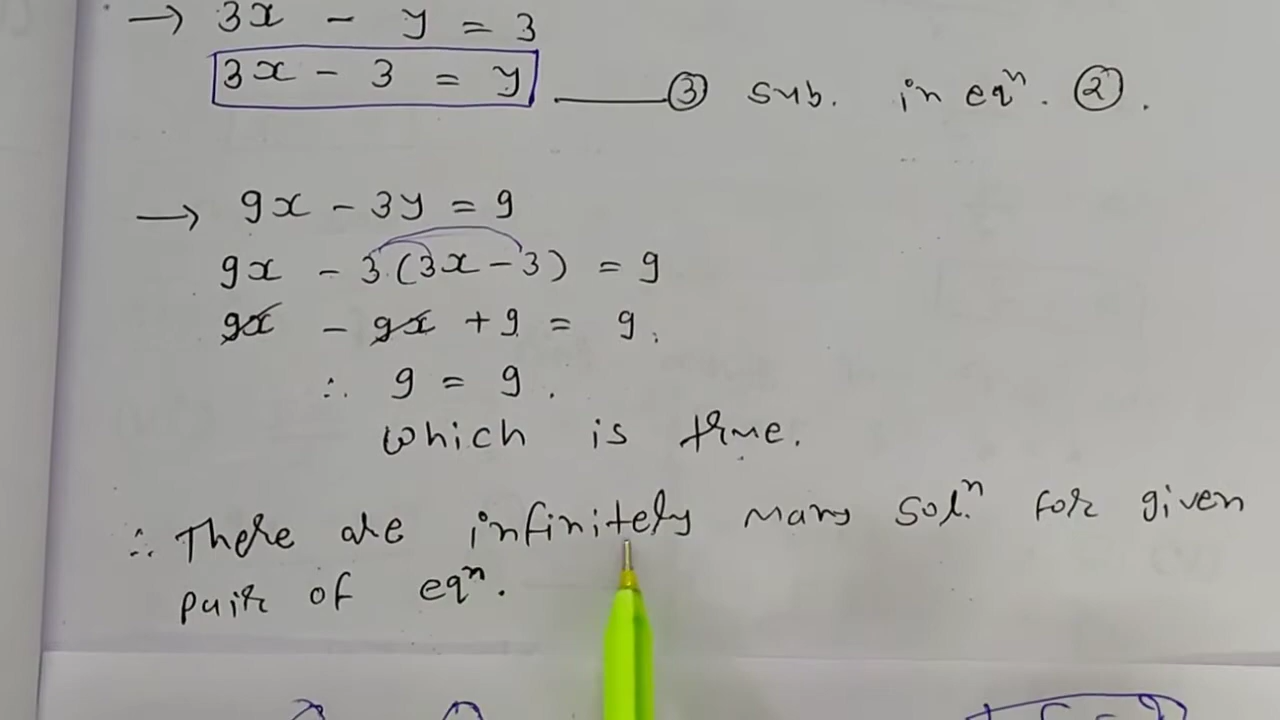 → 3x - y = 3
3x - 3 = y ——— ③ sub. in eqⁿ. ②.
→ 9x - 3y = 9
9x - 3(3x - 3) = 9
9x - 9x + 9 = 9.
∴ 9 = 9.
Which is true.
∴ There are infinitely many solⁿ. for given
pair of eqⁿ.